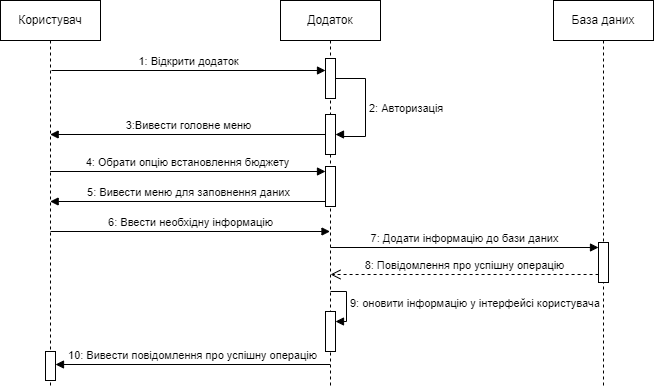 Користувач
Додаток
База даних
1: Відкрити додаток
2: Авторизація
3:Вивести головне меню
4: Обрати опцію встановлення бюджету
5: Вивести меню для заповнення даних
6: Ввести необхідну інформацію
7: Додати інформацію до бази даних
8: Повідомлення про успішну операцію
9: оновити інформацію у інтерфейсі користувача
10: Вивести повідомлення про успішну операцію